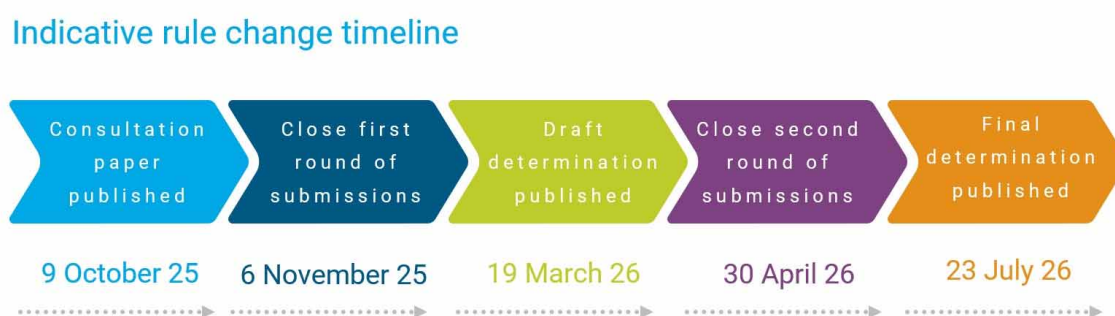 Indicative rule change timeline
Consultation
paper
published
Close first
round of
submissions
Draft
determination
published
Close second
round of
submissions
Final
determination
published
9 October 25
6 November 25
19 March 26
30 April 26
23 July 26